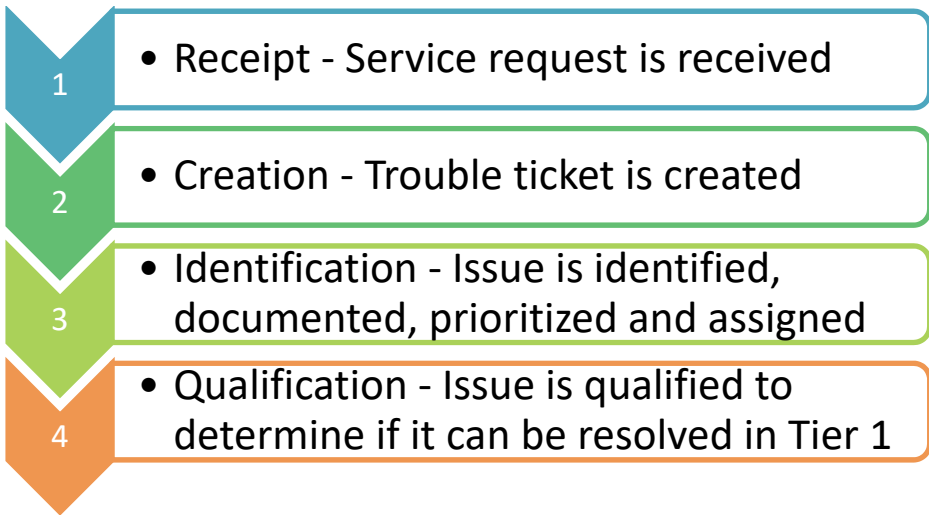 1
• Receipt - Service request is received
2
• Creation - Trouble ticket is created
3
• Identification - Issue is identified,
documented, prioritized and assigned
4
• Qualification - Issue is qualified to
determine if it can be resolved in Tier 1